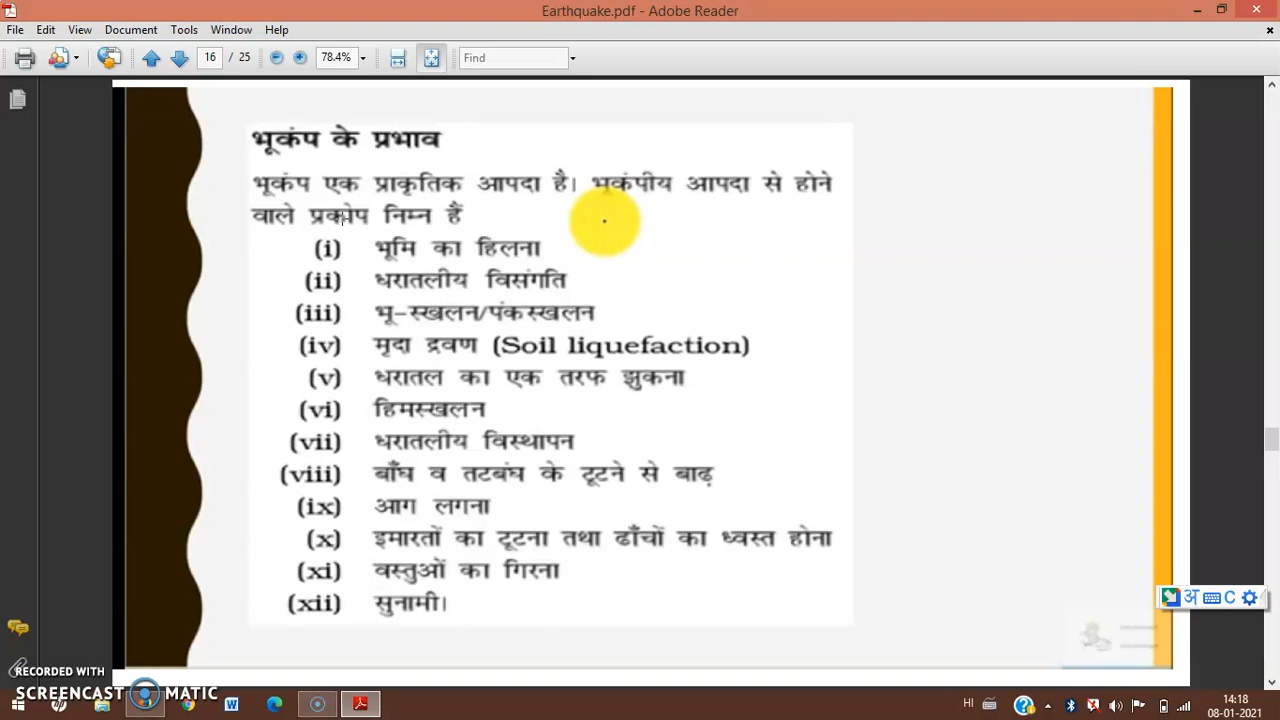 Earthquake.pdf - Adobe Reader
File Edit View Document Tools Window Help
16 / 25 78.4% Find
भूकंप के प्रभाव
भूकंप एक प्राकृतिक आपदा है। भूकंपीय आपदा से होने
वाले प्रकोप निम्न हैं
(i) भूमि का हिलना
(ii) धरातलीय विसंगति
(iii) भू-स्खलन/पंकस्खलन
(iv) मृदा द्रवण (Soil liquefaction)
(v) धरातल का एक तरफ झुकना
(vi) हिमस्खलन
(vii) धरातलीय विस्थापन
(viii) बाँध व तटबंध के टूटने से बाढ़
(ix) आग लगना
(x) इमारतों का टूटना तथा ढाँचों का ध्वस्त होना
(xi) वस्तुओं का गिरना
(xii) सुनामी।
अ C
RECORDED WITH
SCREENCAST MATIC
HI 14:18
08-01-2021